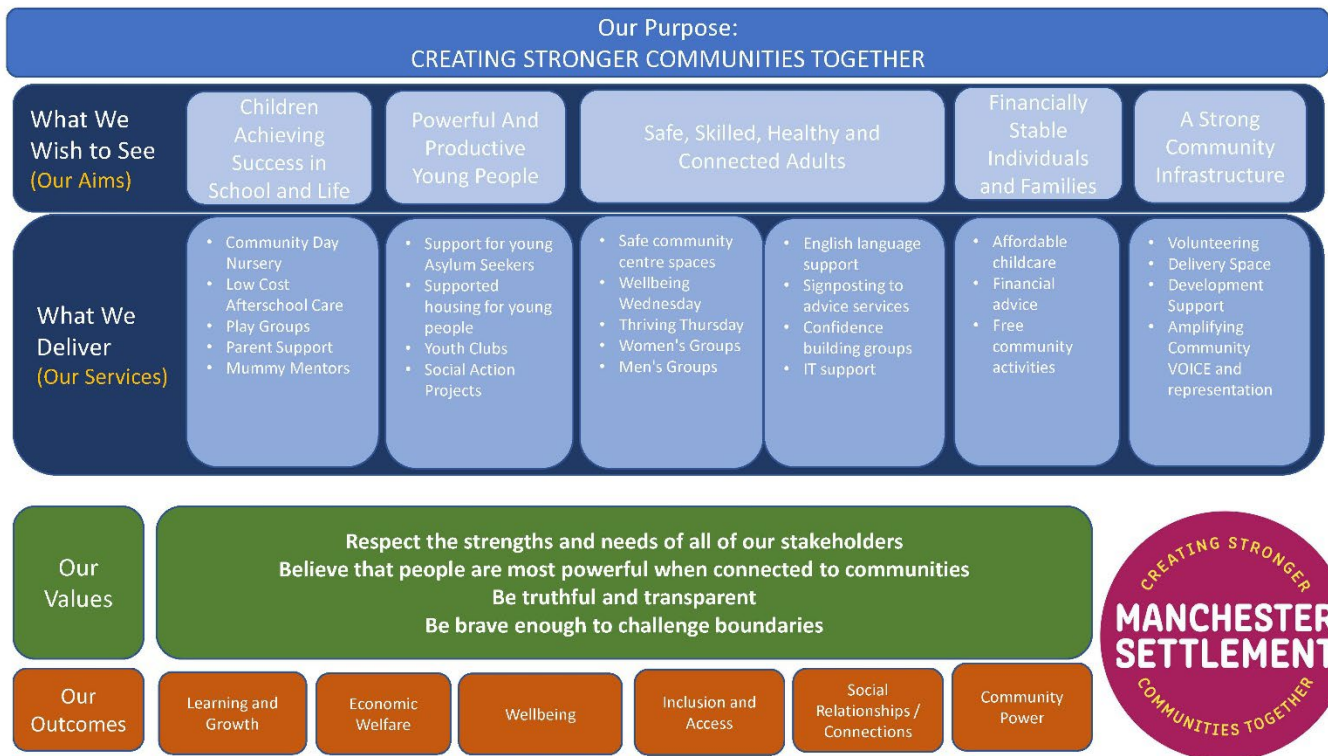 Our Purpose:
CREATING STRONGER COMMUNITIES TOGETHER
What We
Wish to See
(Our Aims)
Children
Achieving
Success in
School and Life
Powerful And
Productive
Young People
Safe, Skilled, Healthy and
Connected Adults
Financially
Stable
Individuals
and Families
A Strong
Community
Infrastructure
What We
Deliver
(Our Services)
• Community Day
Nursery
• Low Cost
Afterschool Care
• Play Groups
• Parent Support
• Mummy Mentors
• Support for young
Asylum Seekers
• Supported
housing for young
people
• Youth Clubs
• Social Action
Projects
• Safe community
centre spaces
• Wellbeing
Wednesday
• Thriving Thursday
• Women's Groups
• Men's Groups
• English language
support
• Signposting to
advice services
• Confidence
building groups
• IT support
• Affordable
childcare
• Financial
advice
• Free
community
activities
• Volunteering
• Delivery Space
• Development
Support
• Amplifying
Community
VOICE and
representation
Our
Values
Respect the strengths and needs of all of our stakeholders
Believe that people are most powerful when connected to communities
Be truthful and transparent
Be brave enough to challenge boundaries
Our
Outcomes
Learning and
Growth
Economic
Welfare
Wellbeing
Inclusion and
Access
Social
Relationships /
Connections
Community
Power
CREATING STRONGER
MANCHESTER
SETTLEMENT
COMMUNITIES TOGETHER